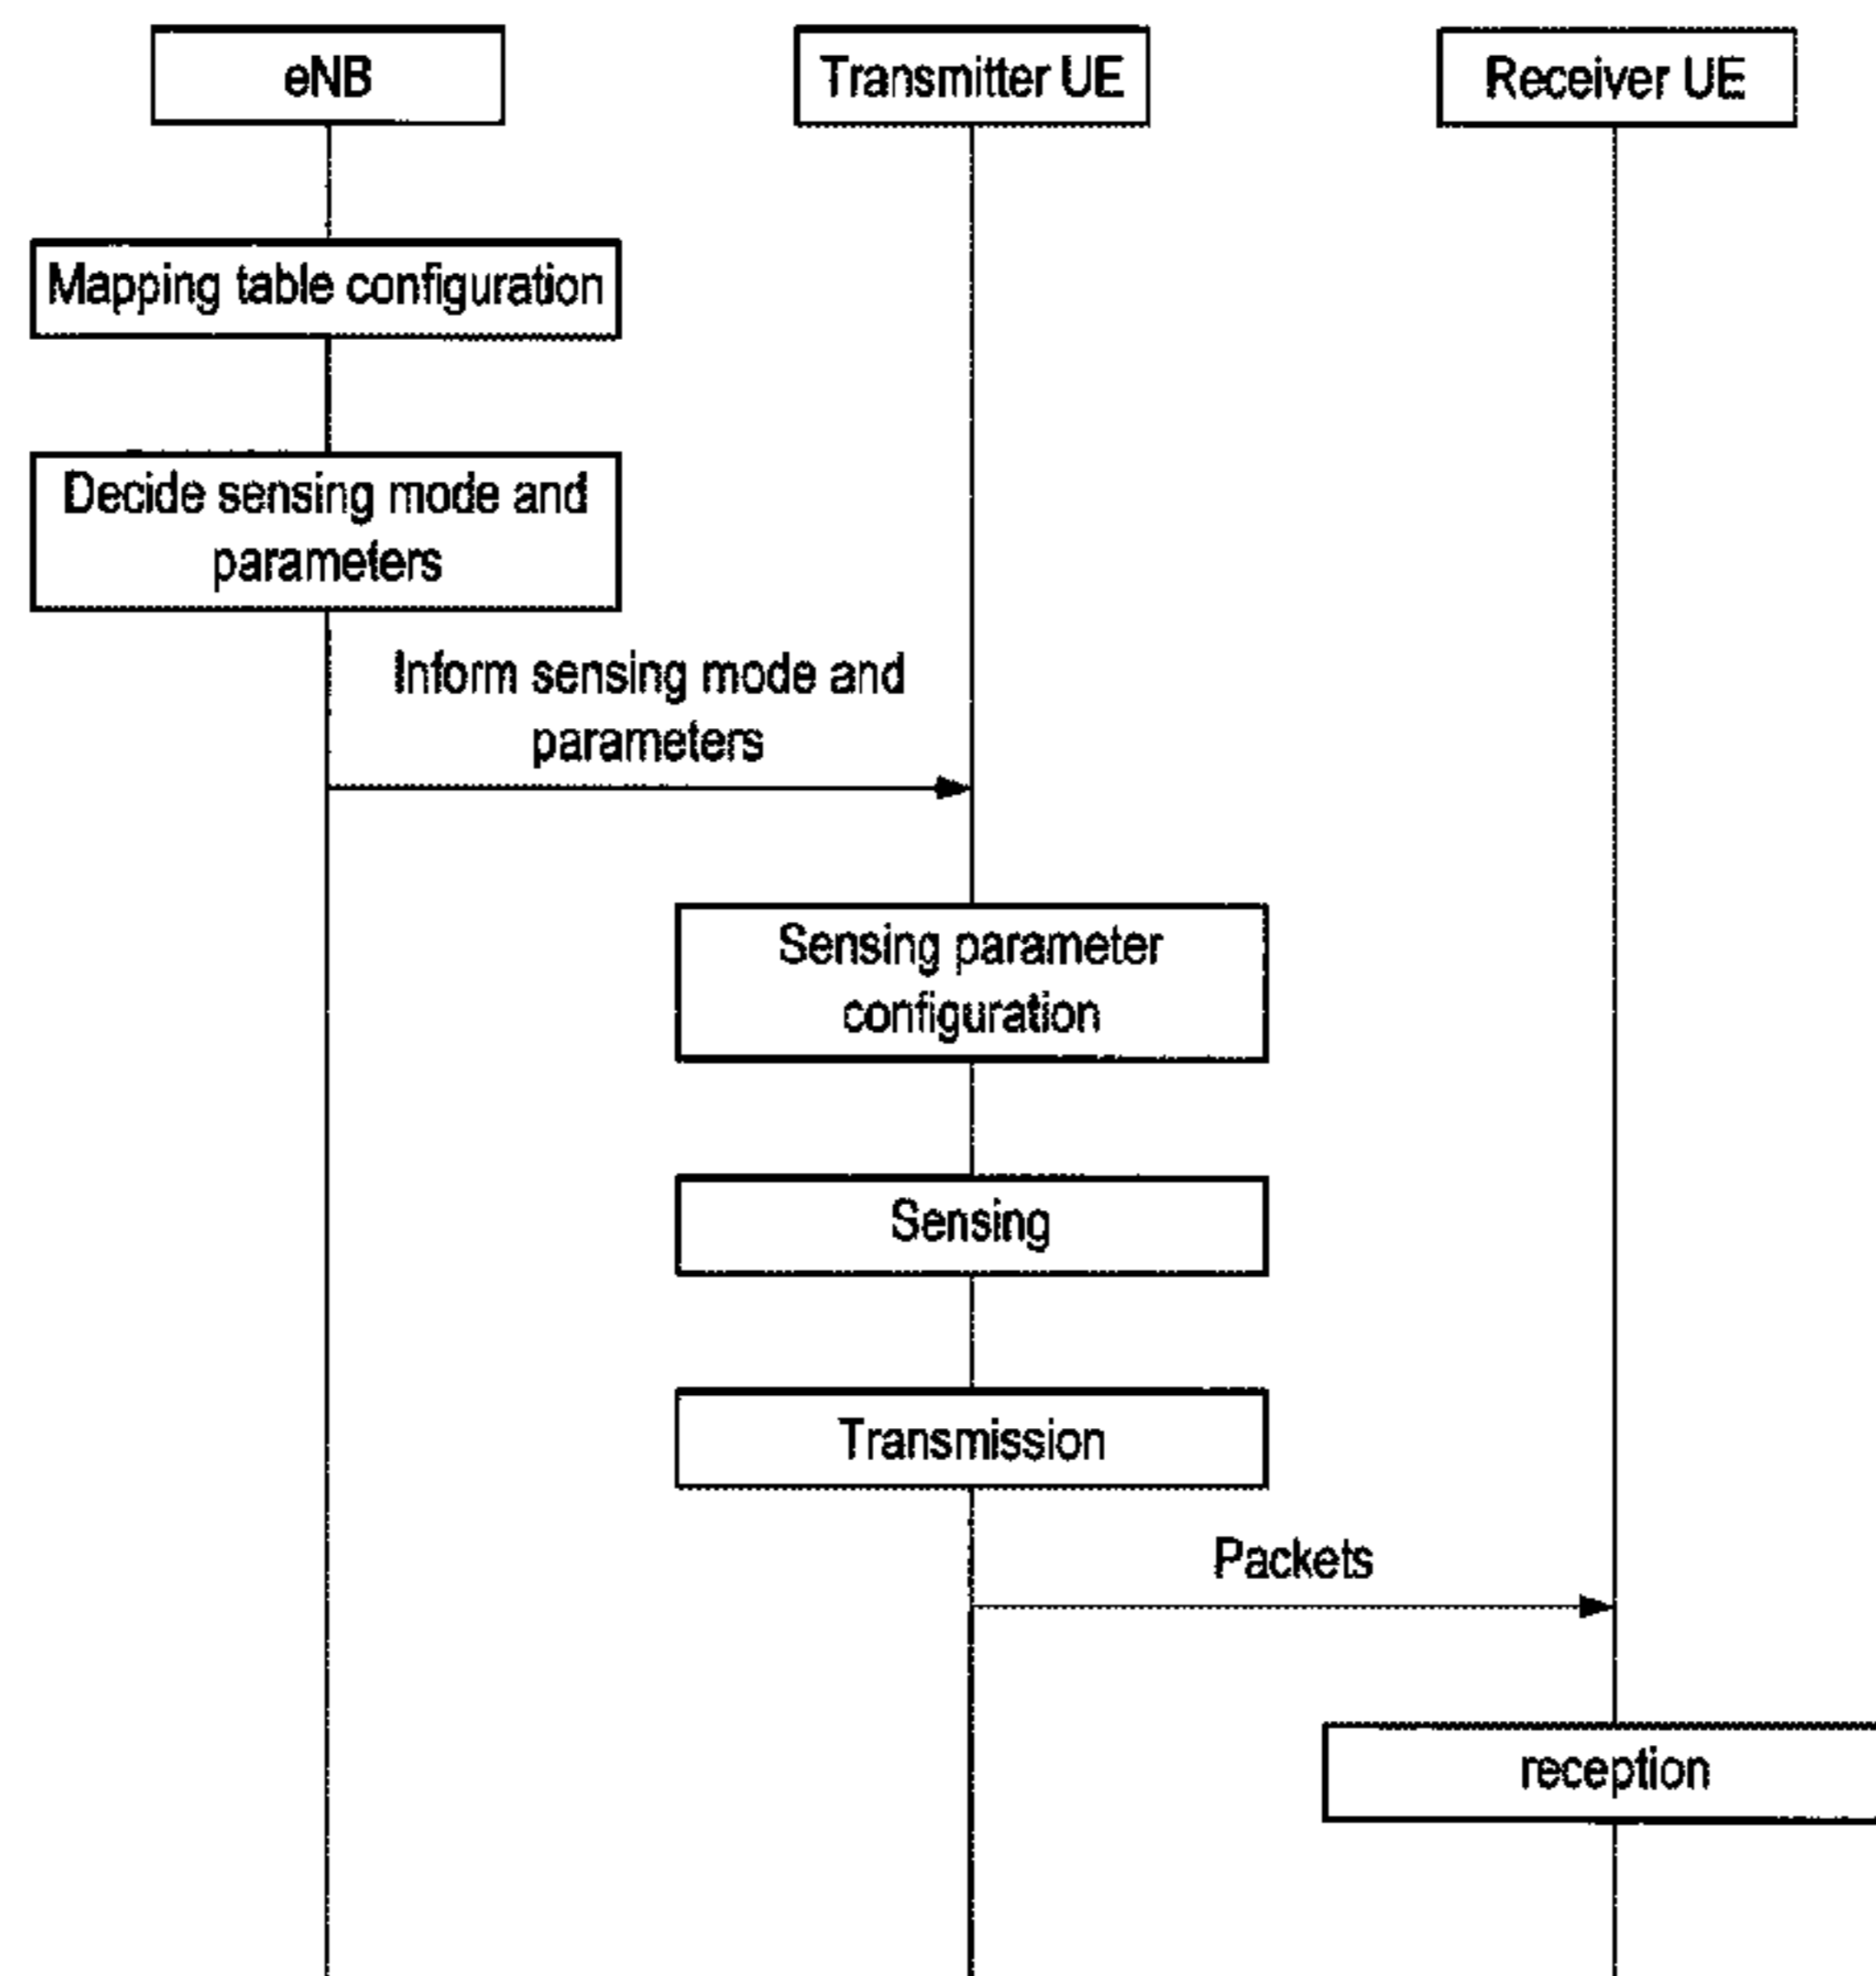 eNB
Transmitter UE
Receiver UE
Mapping table configuration
Decide sensing mode and
parameters
Inform sensing mode and
parameters
Sensing parameter
configuration
Sensing
Transmission
Packets
reception